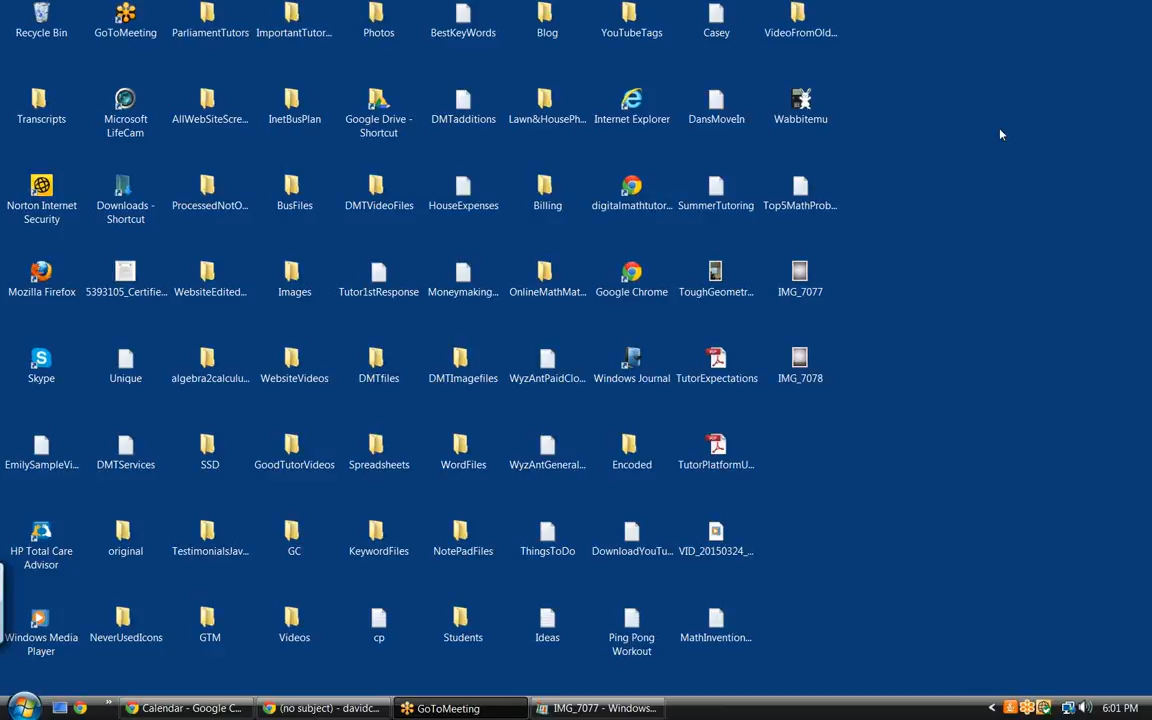 Recycle Bin
GoToMeeting
ParliamentTutors
ImportantTutor...
Photos
BestKeyWords
Blog
YouTubeTags
Casey
VideoFromOld...
Transcripts
Microsoft
LifeCam
AllWebSiteScre...
InetBusPlan
Google Drive -
Shortcut
DMTadditions
Lawn&HousePh...
Internet Explorer
DansMoveIn
Wabbitemu
Norton Internet
Security
Downloads -
Shortcut
ProcessedNotO...
BusFiles
DMTVideoFiles
HouseExpenses
Billing
digitalmathtutor...
SummerTutoring
Top5MathProb...
Mozilla Firefox
5393105_Certifie...
WebsiteEdited...
Images
Tutor1stResponse
Moneymaking...
OnlineMathMat...
Google Chrome
ToughGeometr...
IMG_7077
Skype
Unique
algebra2calculu...
WebsiteVideos
DMTfiles
DMTImagefiles
WyzAntPaidClo...
Windows Journal
TutorExpectations
IMG_7078
EmilySampleVi...
DMTServices
SSD
GoodTutorVideos
Spreadsheets
WordFiles
WyzAntGeneral...
Encoded
TutorPlatformU...
HP Total Care
Advisor
original
TestimonialsJav...
GC
KeywordFiles
NotePadFiles
ThingsToDo
DownloadYouTu...
VID_20150324_...
Windows Media
Player
NeverUsedIcons
GTM
Videos
cp
Students
Ideas
Ping Pong
Workout
MathInvention...
Calendar - Google C...
(no subject) - davidc...
GoToMeeting
IMG_7077 - Windows...
6:01 PM